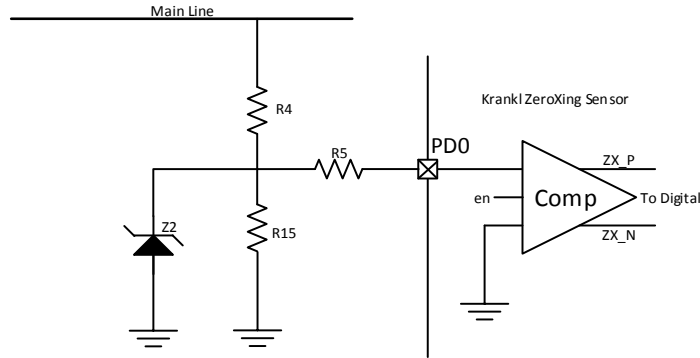 Main Line
R4
Krankl ZeroXing Sensor
R5
PD0
ZX_P
en
Comp
To Digital
Z2
R15
ZX_N